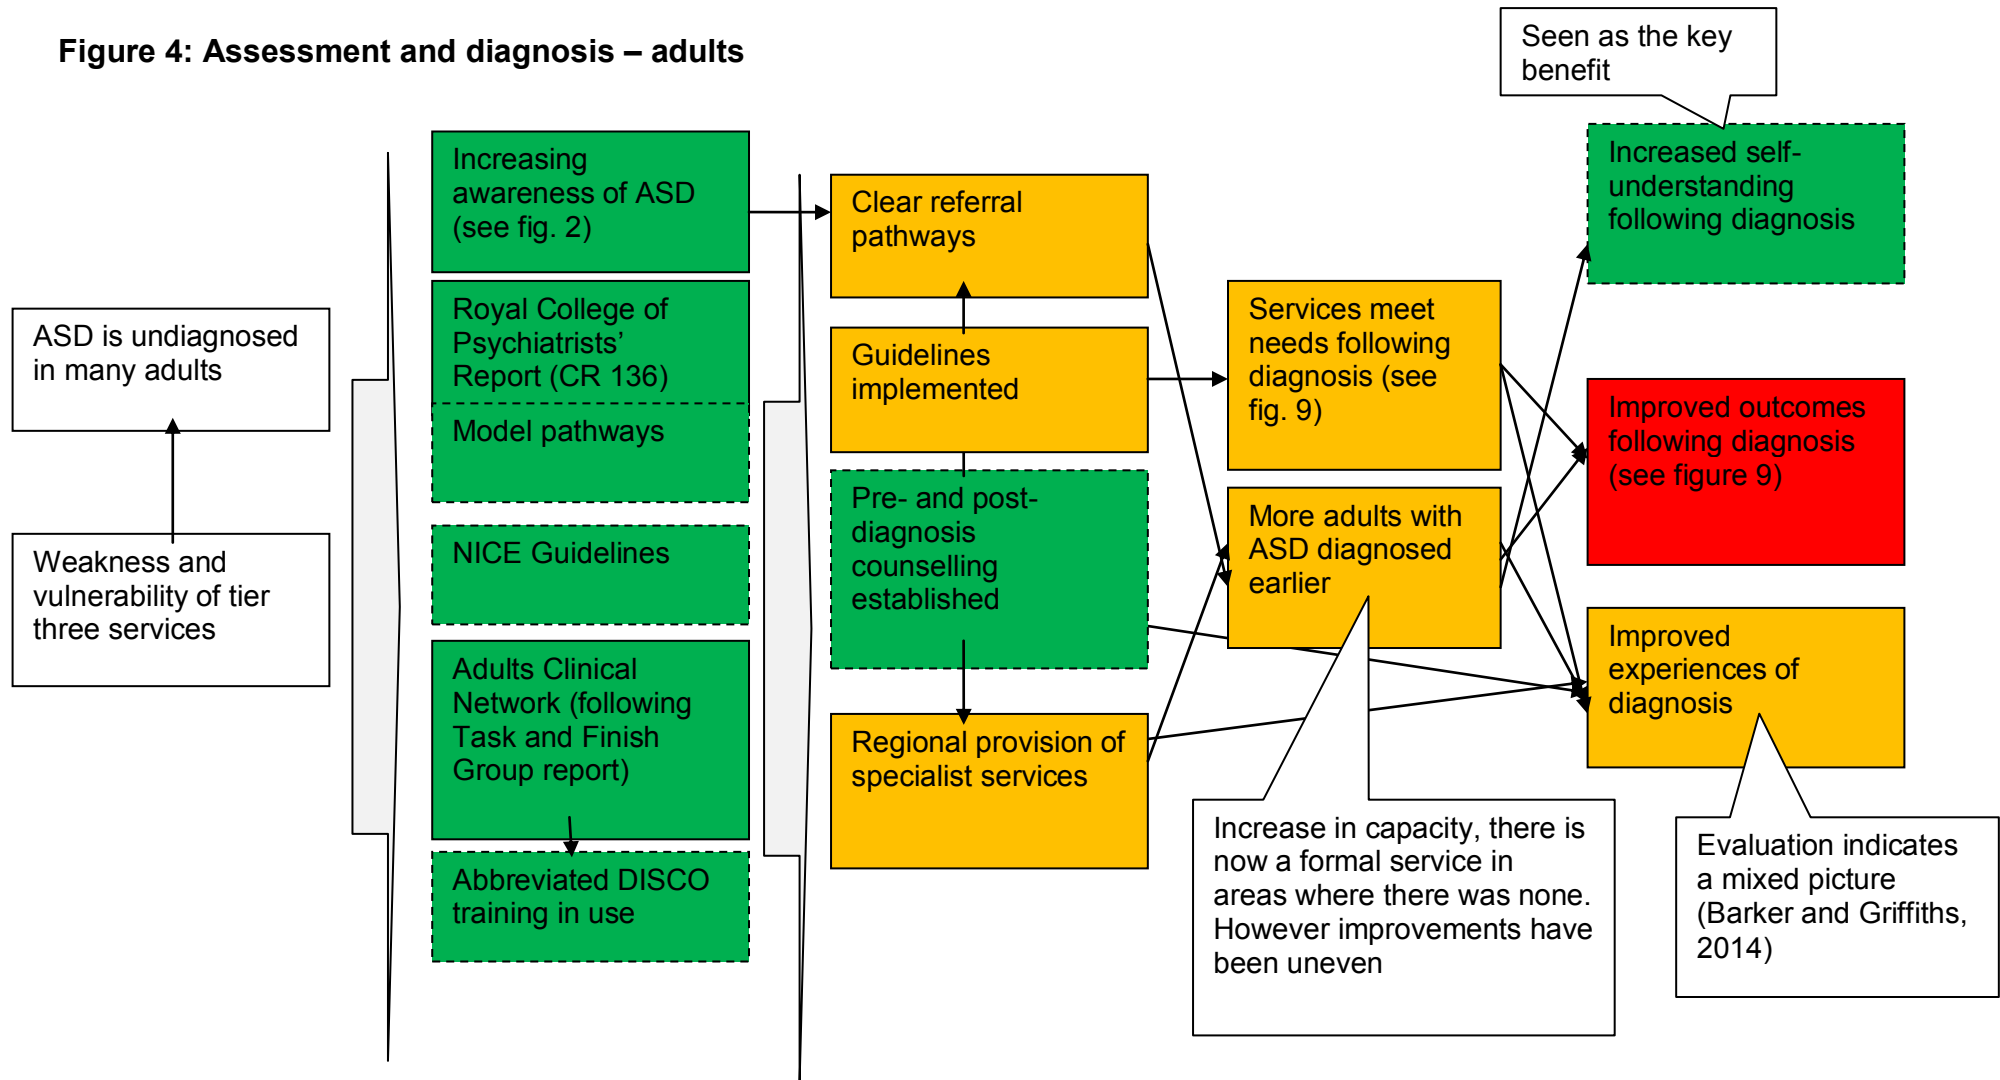 Figure 4: Assessment and diagnosis – adults
Seen as the key
benefit
ASD is undiagnosed
in many adults
Weakness and
vulnerability of tier
three services
Increasing
awareness of ASD
(see fig. 2)
Royal College of
Psychiatrists’
Report (CR 136)
Model pathways
NICE Guidelines
Adults Clinical
Network (following
Task and Finish
Group report)
Abbreviated DISCO
training in use
Clear referral
pathways
Guidelines
implemented
Pre- and post-
diagnosis
counselling
established
Regional provision of
specialist services
Services meet
needs following
diagnosis (see
fig. 9)
More adults with
ASD diagnosed
earlier
Increase in capacity, there is
now a formal service in
areas where there was none.
However improvements have
been uneven
Increased self-
understanding
following diagnosis
Improved outcomes
following diagnosis
(see figure 9)
Improved
experiences of
diagnosis
Evaluation indicates
a mixed picture
(Barker and Griffiths,
2014)